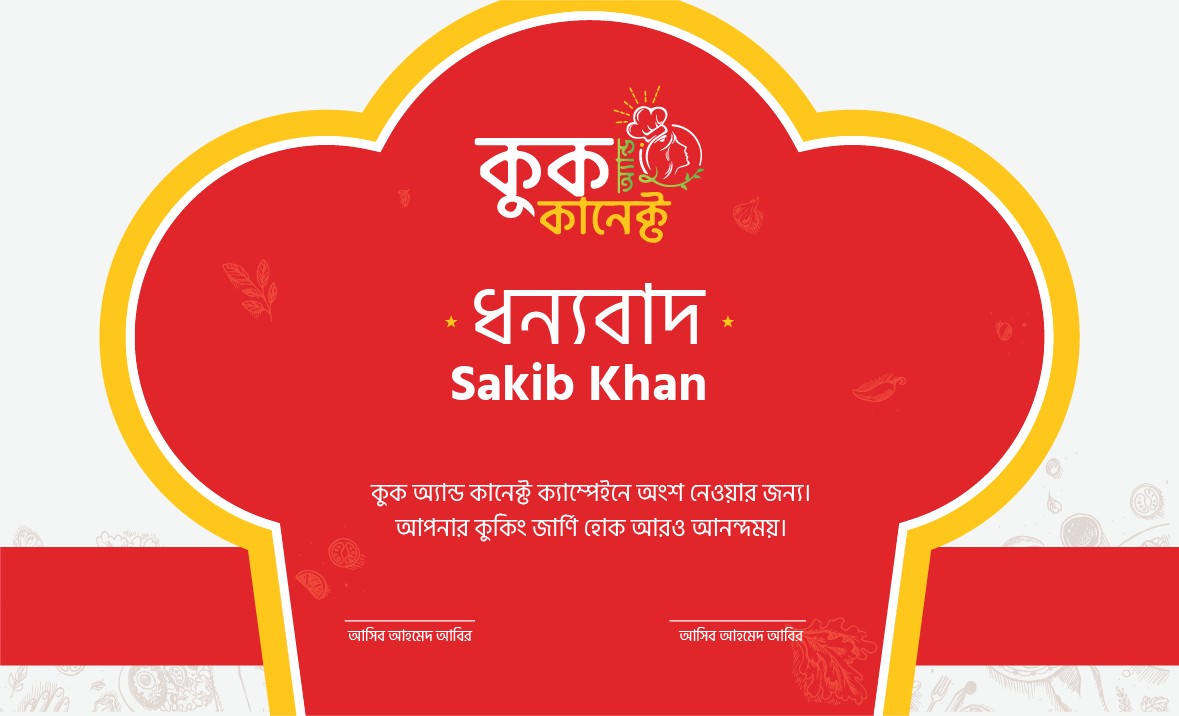 কুক অ্যান্ড
কানেক্ট
ধন্যবাদ
Sakib Khan
কুক অ্যান্ড কানেক্ট ক্যাম্পেইনে অংশ নেওয়ার জন্য।
আপনার কুকিং জার্নি হোক আরও আনন্দময়।
আসিব আহমেদ আবির
আসিব আহমেদ আবির